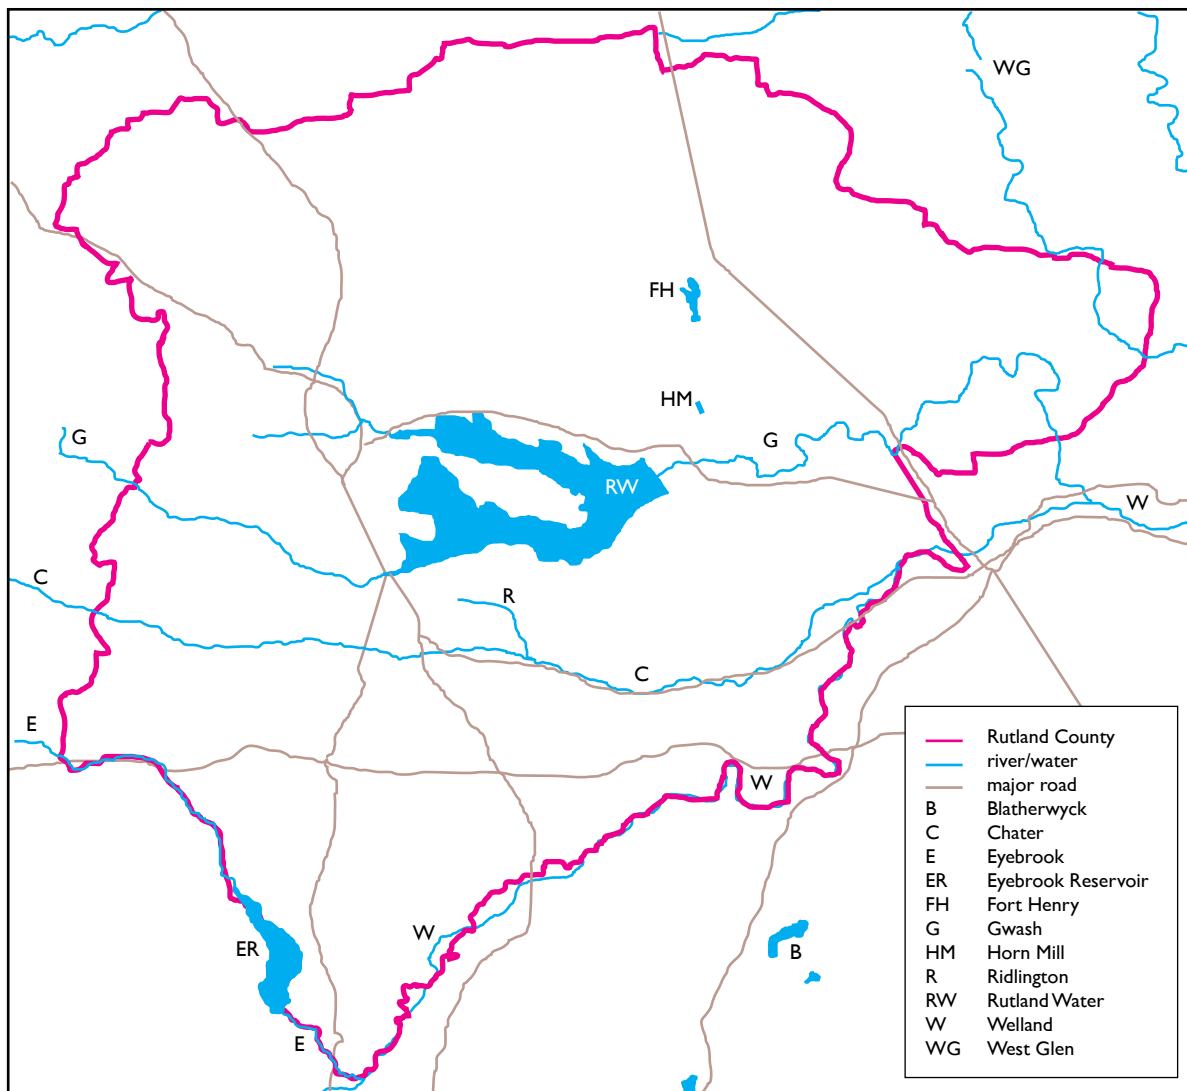 WG
FH
HM
G
G
RW
W
C
R
C
E
W
W
ER
B
E
Rutland County
river/water
major road
B Blatherwyck
C Chater
E Eyebrook
ER Eyebrook Reservoir
FH Fort Henry
G Gwash
HM Horn Mill
R Ridlington
RW Rutland Water
W Welland
WG West Glen